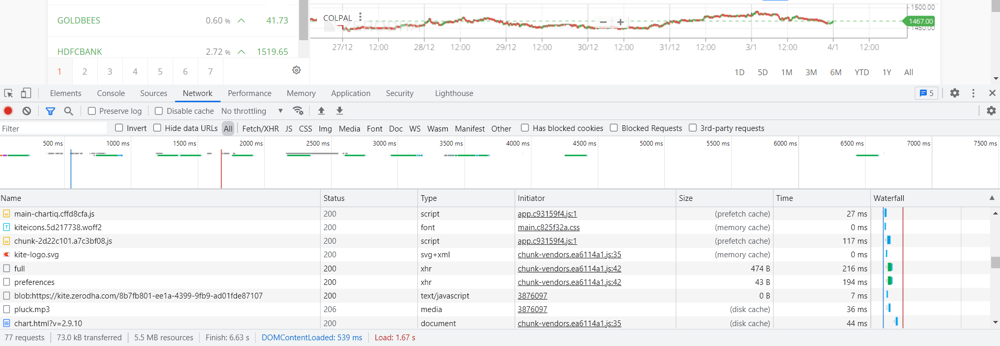 GOLDBEES 0.60 % 41.73
HDFCBANK 2.72 % 1519.65
1 2 3 4 5 6 7
COLPAL
ZERODHA
1500.00
1467.00
1450.00
27/12 12:00 28/12 12:00 29/12 12:00 30/12 12:00 31/12 12:00 3/1 12:00 4/1 12:00
1D 5D 1M 3M 6M YTD 1Y All
Elements Console Sources Network Performance Memory Application Security Lighthouse 5
Preserve log Disable cache No throttling
Filter Invert Hide data URLs All Fetch/XHR JS CSS Img Media Font Doc WS Wasm Manifest Other Has blocked cookies Blocked Requests 3rd-party requests
500 ms 1000 ms 1500 ms 2000 ms 2500 ms 3000 ms 3500 ms 4000 ms 4500 ms 5000 ms 5500 ms 6000 ms 6500 ms 7000 ms 7500 ms
Name Status Type Initiator Size Time Waterfall
main-chartiq.cffd8cfa.js 200 script app.c93159f4.js:1 (prefetch cache) 27 ms
kiteicons.5d217738.woff2 200 font main.c825f32a.css (memory cache) 0 ms
chunk-2d22c101.a7c3bf08.js 200 script app.c93159f4.js:1 (prefetch cache) 117 ms
kite-logo.svg 200 svg+xml chunk-vendors.ea6114a1.js:35 (memory cache) 0 ms
full 200 xhr chunk-vendors.ea6114a1.js:42 474 B 216 ms
preferences 200 xhr chunk-vendors.ea6114a1.js:42 43 B 194 ms
blob:https://kite.zerodha.com/8b7fb801-ee1a-4399-9fb9-ad01fde87107 200 text/javascript 3876097 0 B 7 ms
pluck.mp3 206 media 3876097 (disk cache) 36 ms
chart.html?v=2.9.10 200 document chunk-vendors.ea6114a1.js:35 (disk cache) 44 ms
77 requests 73.0 kB transferred 5.5 MB resources Finish: 6.63 s DOMContentLoaded: 539 ms Load: 1.67 s